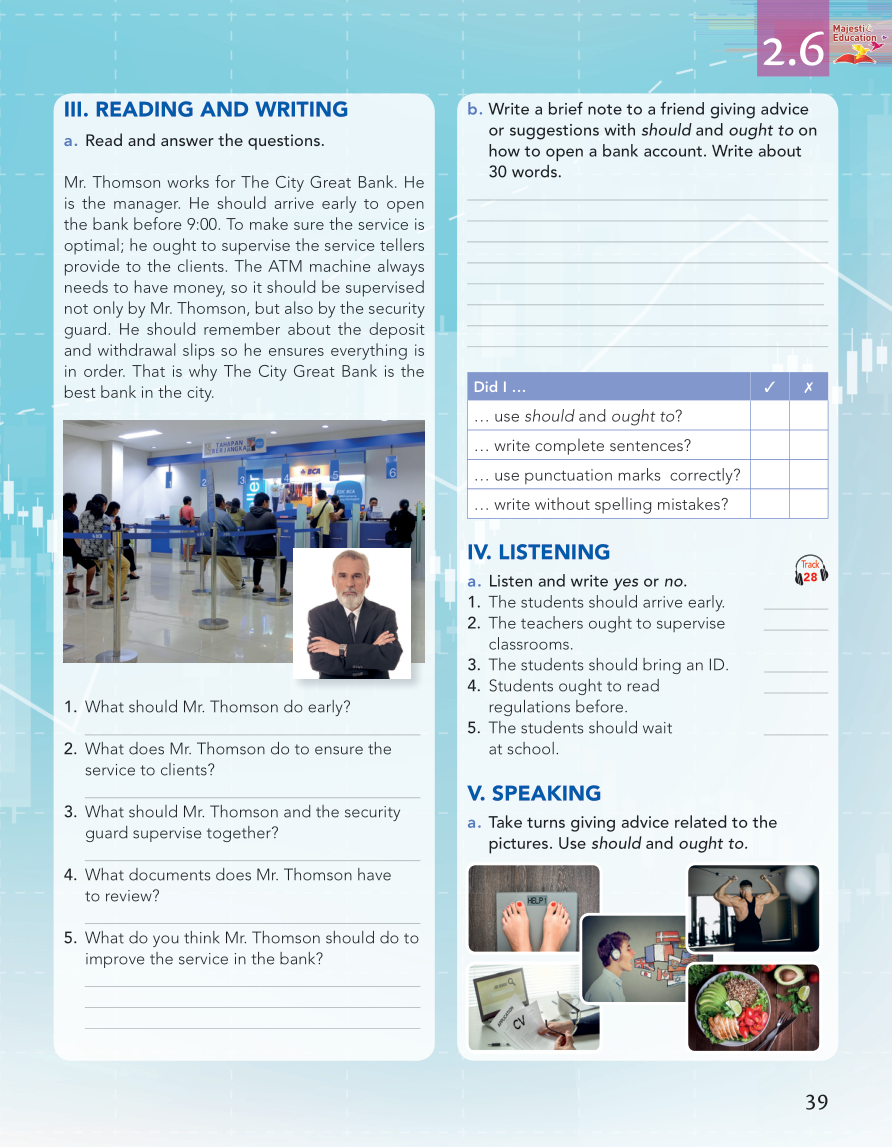 2.6
Majesti
Education
III. READING AND WRITING
a. Read and answer the questions.
Mr. Thomson works for The City Great Bank. He
is the manager. He should arrive early to open
the bank before 9:00. To make sure the service is
optimal; he ought to supervise the service tellers
provide to the clients. The ATM machine always
needs to have money, so it should be supervised
not only by Mr. Thomson, but also by the security
guard. He should remember about the deposit
and withdrawal slips so he ensures everything is
in order. That is why The City Great Bank is the
best bank in the city.
TAHAPAN
BERJANGKA
1
2
3
4
5
6
BCA
teller
1. What should Mr. Thomson do early?
2. What does Mr. Thomson do to ensure the
service to clients?
3. What should Mr. Thomson and the security
guard supervise together?
4. What documents does Mr. Thomson have
to review?
5. What do you think Mr. Thomson should do to
improve the service in the bank?
b. Write a brief note to a friend giving advice
or suggestions with should and ought to on
how to open a bank account. Write about
30 words.
Did I … ✓ ✗
… use should and ought to?
… write complete sentences?
… use punctuation marks correctly?
… write without spelling mistakes?
IV. LISTENING
Track
28
a. Listen and write yes or no.
1. The students should arrive early.
2. The teachers ought to supervise
classrooms.
3. The students should bring an ID.
4. Students ought to read
regulations before.
5. The students should wait
at school.
V. SPEAKING
a. Take turns giving advice related to the
pictures. Use should and ought to.
HELP!
APPLICATION
CV
39